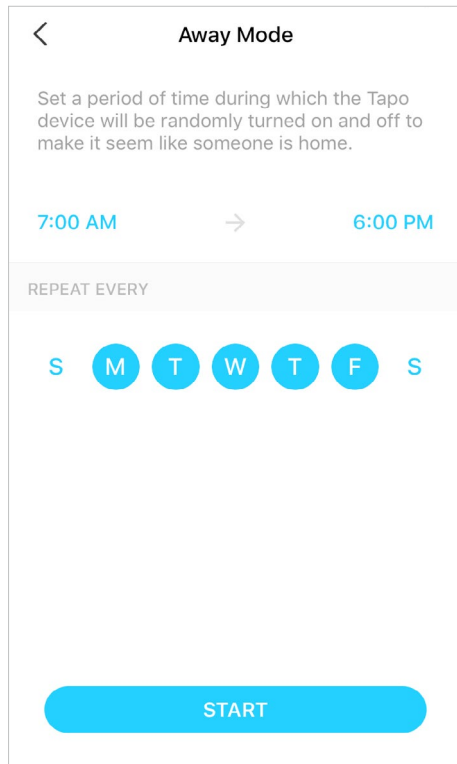 Away Mode
Set a period of time during which the Tapo
device will be randomly turned on and off to
make it seem like someone is home.
7:00 AM → 6:00 PM
REPEAT EVERY
S M T W T F S
START